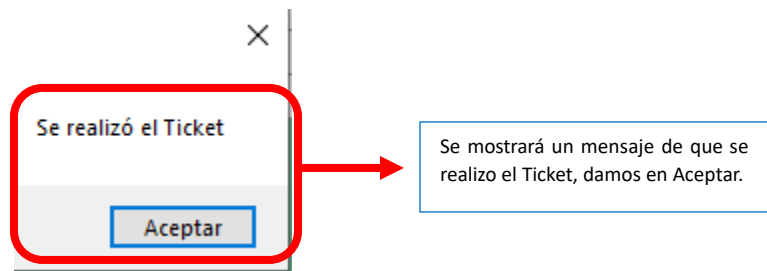 Se realizó el Ticket
Aceptar
Se mostrará un mensaje de que se
realizo el Ticket, damos en Aceptar.